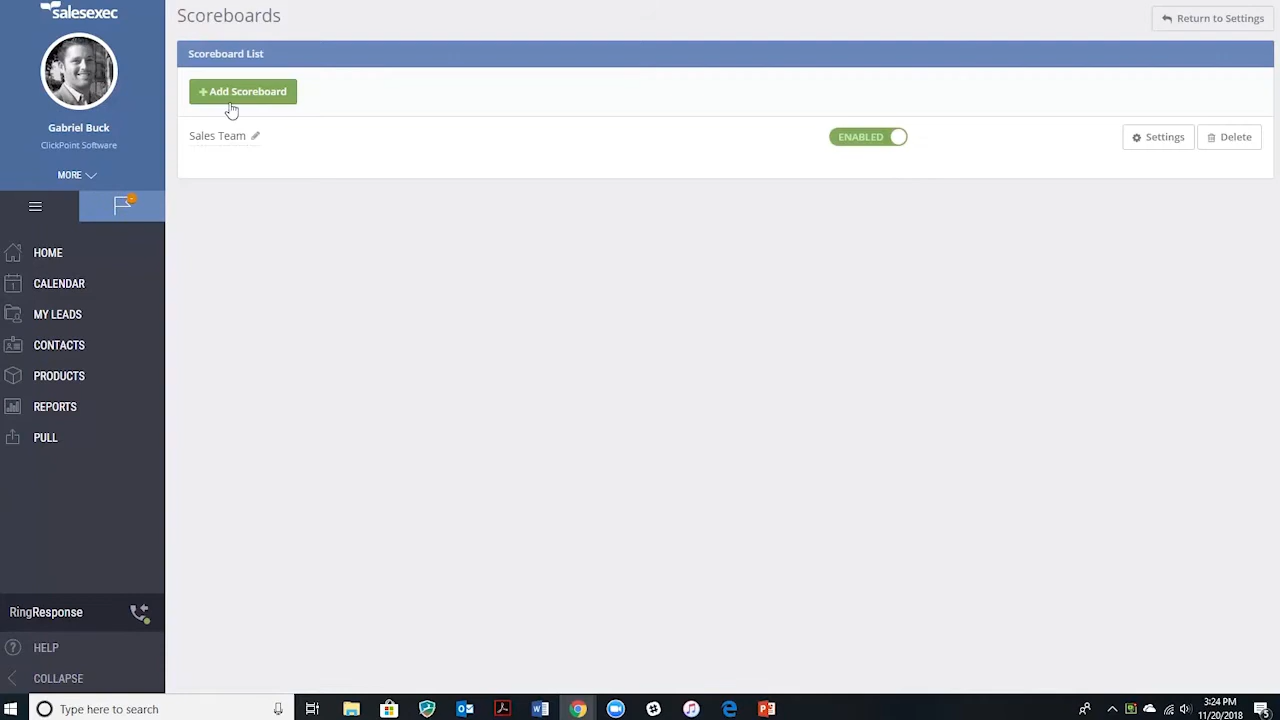 salesexec
Scoreboards
Return to Settings
Scoreboard List
+ Add Scoreboard
Gabriel Buck
ClickPoint Software
Sales Team
ENABLED
Settings
Delete
MORE
HOME
1
CALENDAR
MY LEADS
CONTACTS
PRODUCTS
REPORTS
PULL
RingResponse
? HELP
COLLAPSE
Type here to search
3:24 PM
11/20/2018
5